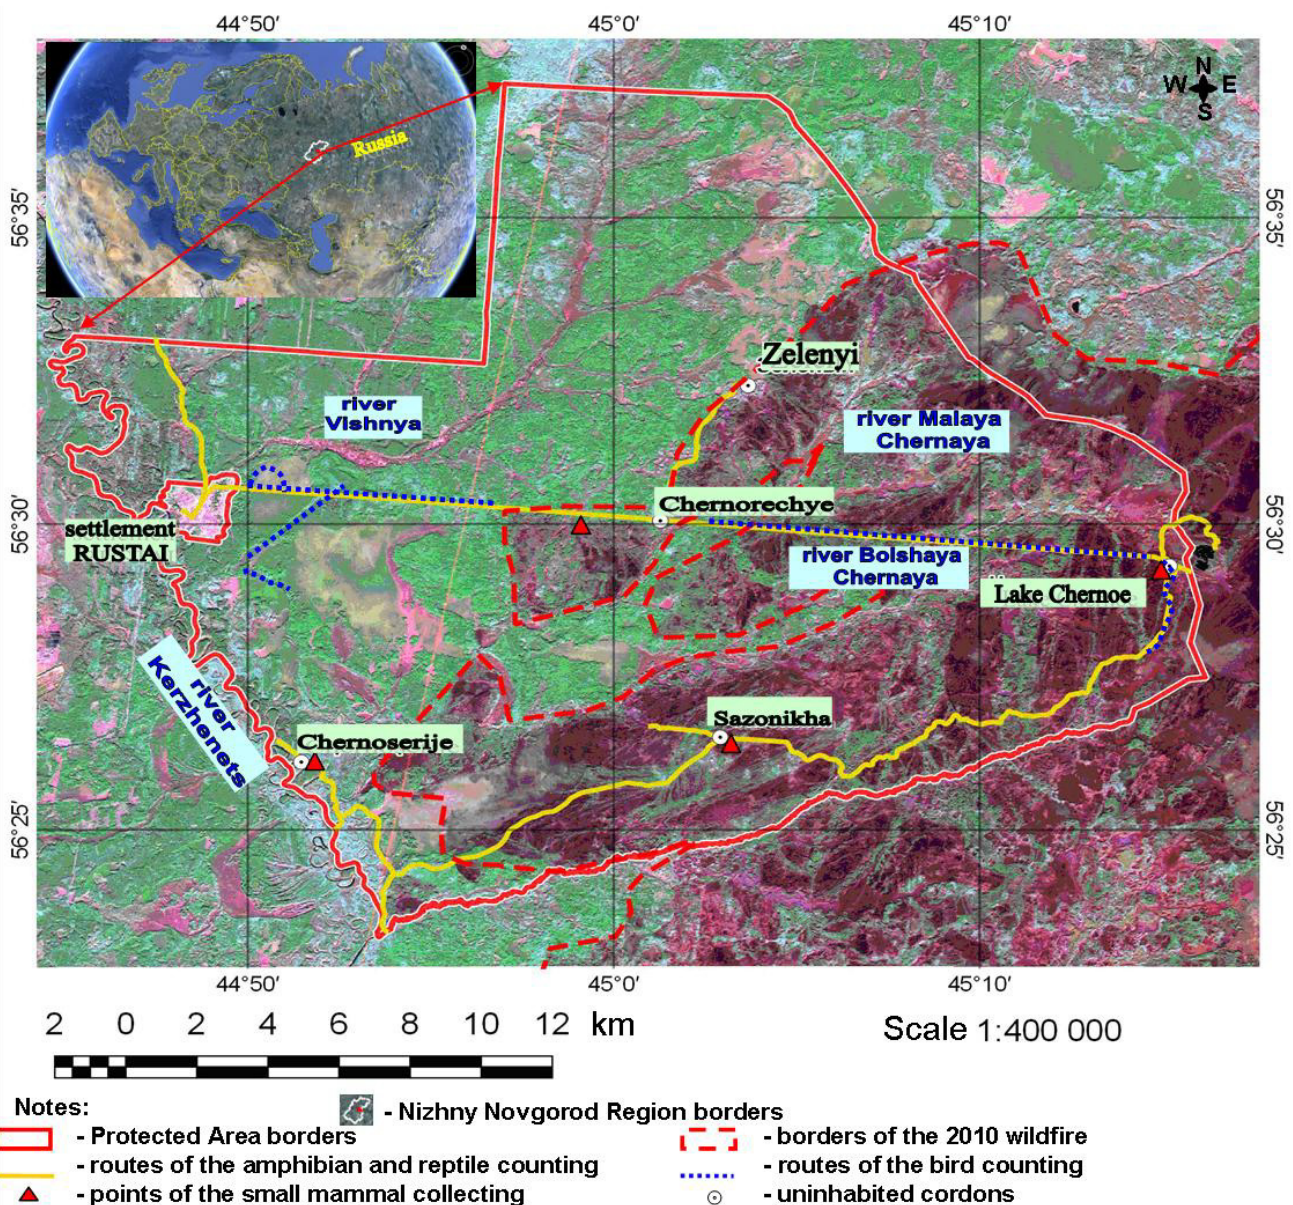 44°50′ 45°0′ 45°10′
N
W E
S
Russia
56°35′ 56°35′
Zelenyi
river
Vishnya
river Malaya
Chernaya
Chernorechye
settlement
RUSTAI
56°30′ 56°30′
river Bolshaya
Chernaya
Lake Chernoe
river
Kerzhenets
Sazonikha
Chernoserije
56°25′ 56°25′
44°50′ 45°0′ 45°10′
2 0 2 4 6 8 10 12 km
Scale 1:400 000
Notes:
- Nizhny Novgorod Region borders
- Protected Area borders
- borders of the 2010 wildfire
- routes of the amphibian and reptile counting
- routes of the bird counting
- points of the small mammal collecting
- uninhabited cordons